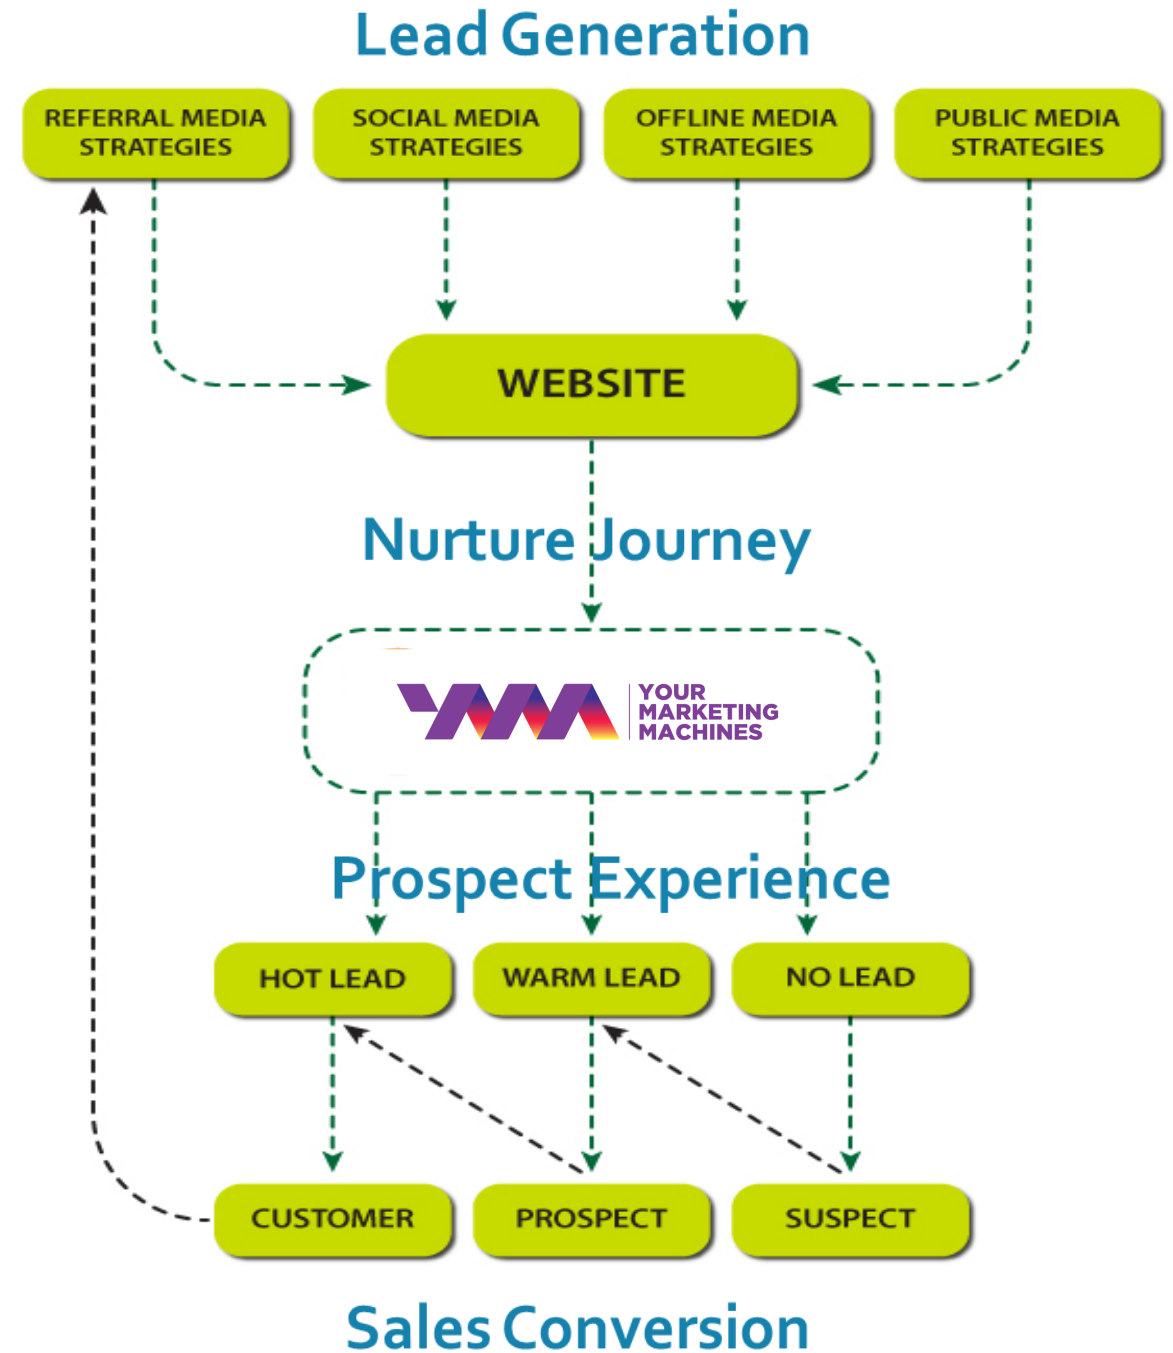 Lead Generation
REFERRAL MEDIA
STRATEGIES
SOCIAL MEDIA
STRATEGIES
OFFLINE MEDIA
STRATEGIES
PUBLIC MEDIA
STRATEGIES
WEBSITE
Nurture Journey
YMM
YOUR
MARKETING
MACHINES
Prospect Experience
HOT LEAD
WARM LEAD
NO LEAD
CUSTOMER
PROSPECT
SUSPECT
Sales Conversion